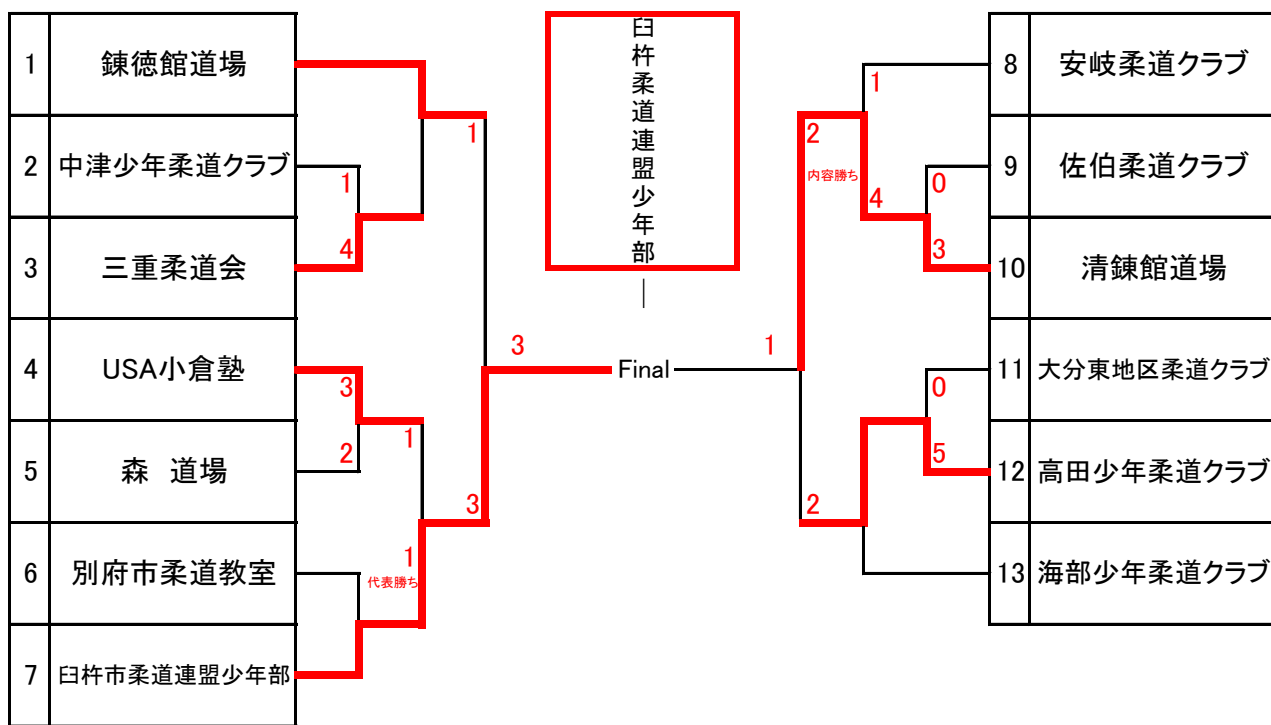 1 錬徳館道場
2 中津少年柔道クラブ
3 三重柔道会
4 USA小倉塾
5 森 道場
6 別府市柔道教室
7 臼杵市柔道連盟少年部
1
4
3
2
1
1
1
代表勝ち
3
臼杵柔道連盟少年部
|
3
Final
1
2
内容勝ち
2
1
4
0
3
0
5
8 安岐柔道クラブ
9 佐伯柔道クラブ
10 清錬館道場
11 大分東地区柔道クラブ
12 高田少年柔道クラブ
13 海部少年柔道クラブ